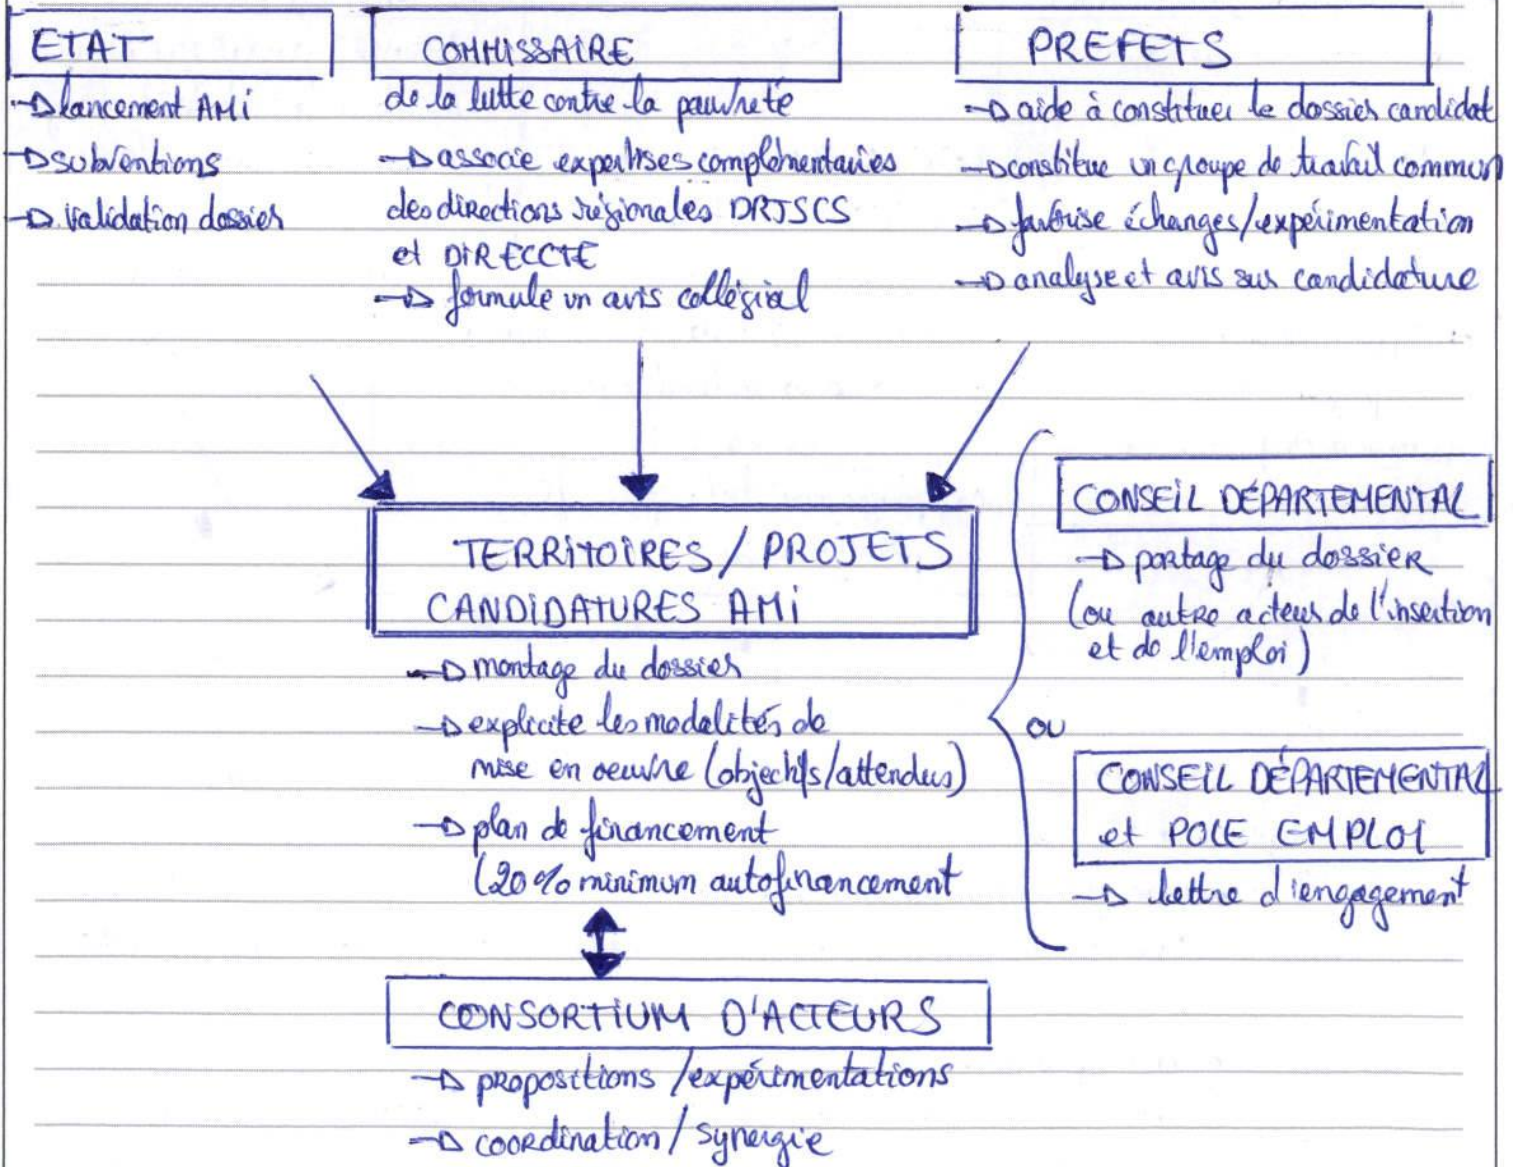 ETAT
→ lancement AMi
→ subventions
→ validation dossier
COMMISSAIRE
de la lutte contre la pauvreté
→ associe expertises complémentaires
des directions régionales DRJSCS
et DIRECCTE
→ formule un avis collégial
PREFETS
→ aide à constituer le dossier candidat
→ constitue un groupe de travail commun
→ favorise échanges/expérimentation
→ analyse et avis sur candidature
TERRITOIRES / PROJETS
CANDIDATURES AMi
→ montage du dossier
→ explicite les modalités de
mise en oeuvre (objectifs/attendus)
→ plan de financement
(20% minimum autofinancement
CONSEIL DÉPARTEMENTAL
→ portage du dossier
(ou autre acteur de l'insertion
et de l'emploi)
OU
CONSEIL DÉPARTEMENTAL
et POLE EMPLOI
→ lettre d'engagement
CONSORTIUM D'ACTEURS
→ propositions /expérimentations
→ coordination / synergie